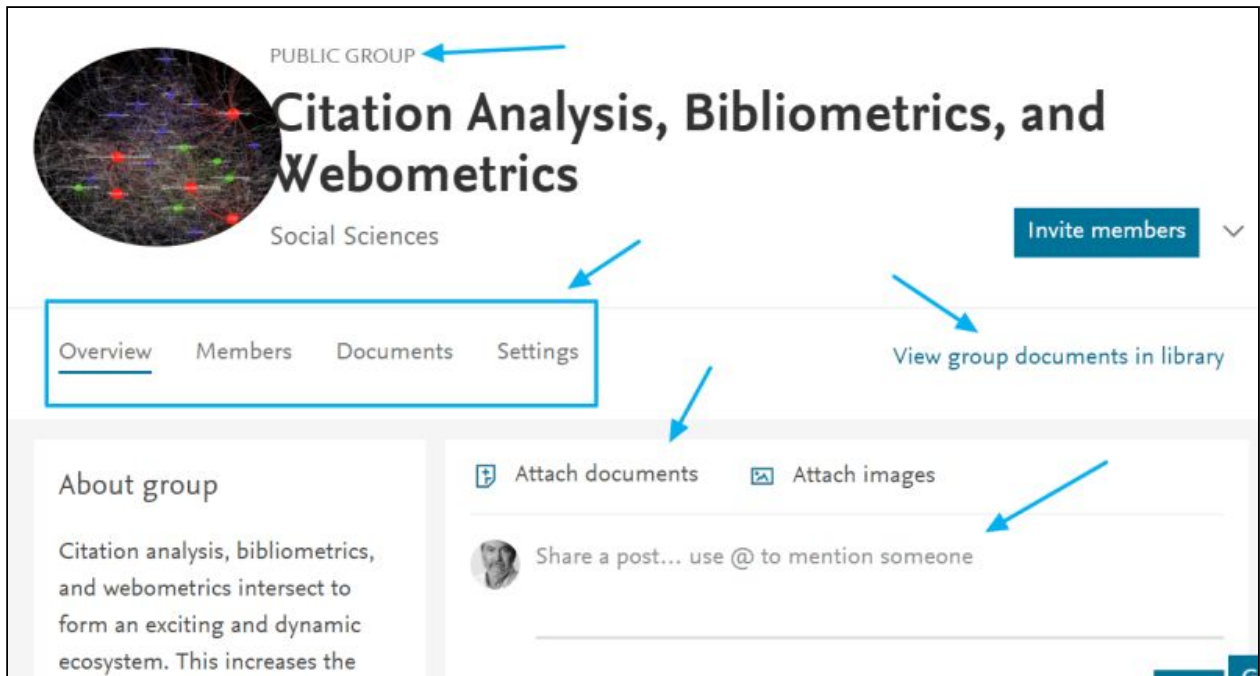 PUBLIC GROUP
Citation Analysis, Bibliometrics, and
Webometrics
Social Sciences
Invite members
Overview Members Documents Settings
View group documents in library
About group
Citation analysis, bibliometrics,
and webometrics intersect to
form an exciting and dynamic
ecosystem. This increases the
Attach documents Attach images
Share a post... use @ to mention someone